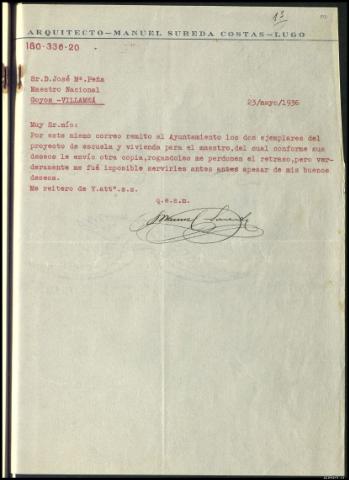 13
ARQUITECTO-MANUEL SUREDA COSTAS-LUGO
180-336-20
Sr.D.José Mª.Peña
Maestro Nacional
Goyos -VILLAMEÁ
23/mayo/1936
Muy Sr.mío:
Por este mismo correo remito al Ayuntamiento los dos ejemplares del
proyecto de escuela y vivienda para el maestro,del cual conforme sus
deseos le envío otra copia,rogandoles me perdonen el retraso,pero ver-
deramente me fué imposible servirles antes antes apesar de mis buenos
deseos.
Me reitero de V.attº.s.s.
q.e.s.m.
Manuel Sureda